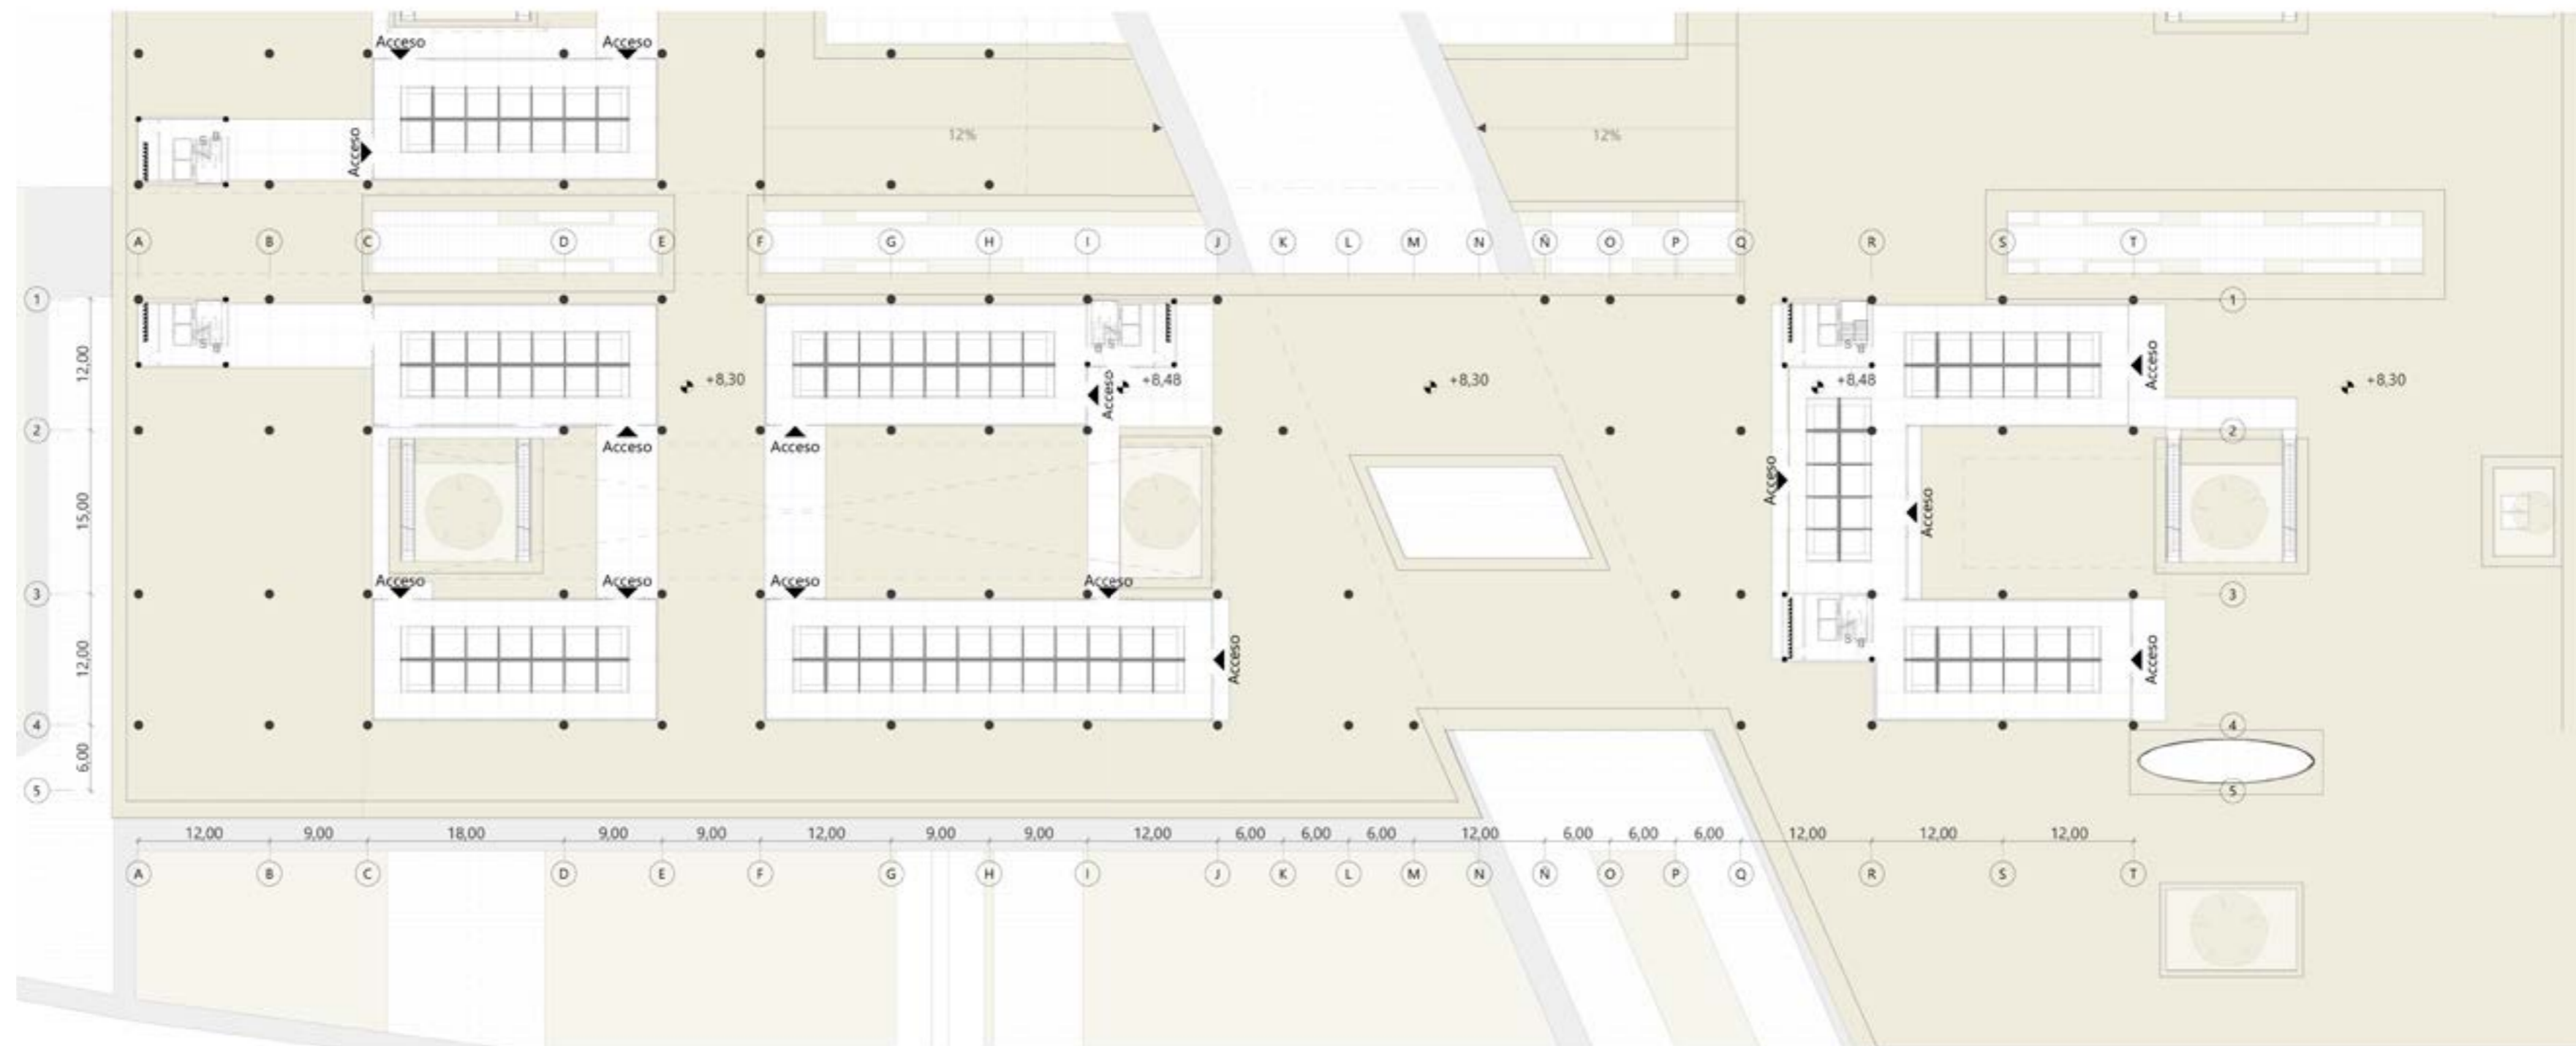 Acceso Acceso
Acceso
12% 12%
A B C D E F G H I J K L M N Ñ O P Q R S T
1 1
12,00
+8,30 +8,48 +8,30 +8,48 +8,30
Acceso Acceso
2 2
Acceso Acceso
15,00
Acceso Acceso
Acceso Acceso Acceso Acceso
3 3
12,00
Acceso Acceso
4 4
6,00
5 5
12,00 9,00 18,00 9,00 9,00 12,00 9,00 9,00 12,00 6,00 6,00 6,00 12,00 6,00 6,00 6,00 12,00 12,00 12,00
A B C D E F G H I J K L M N Ñ O P Q R S T